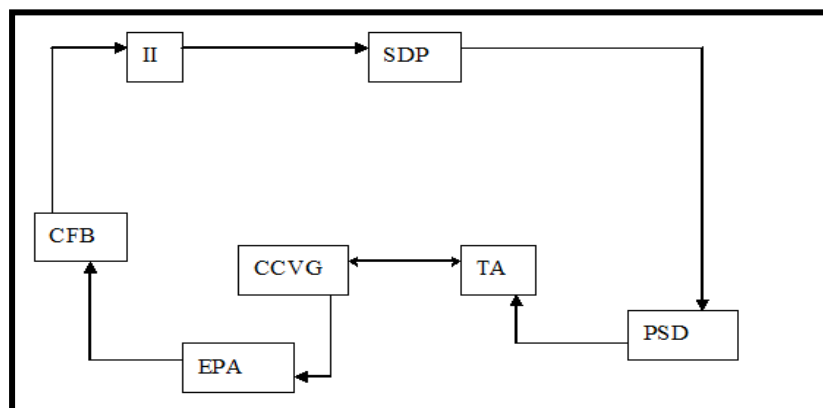 II
SDP
CFB
CCVG
TA
PSD
EPA